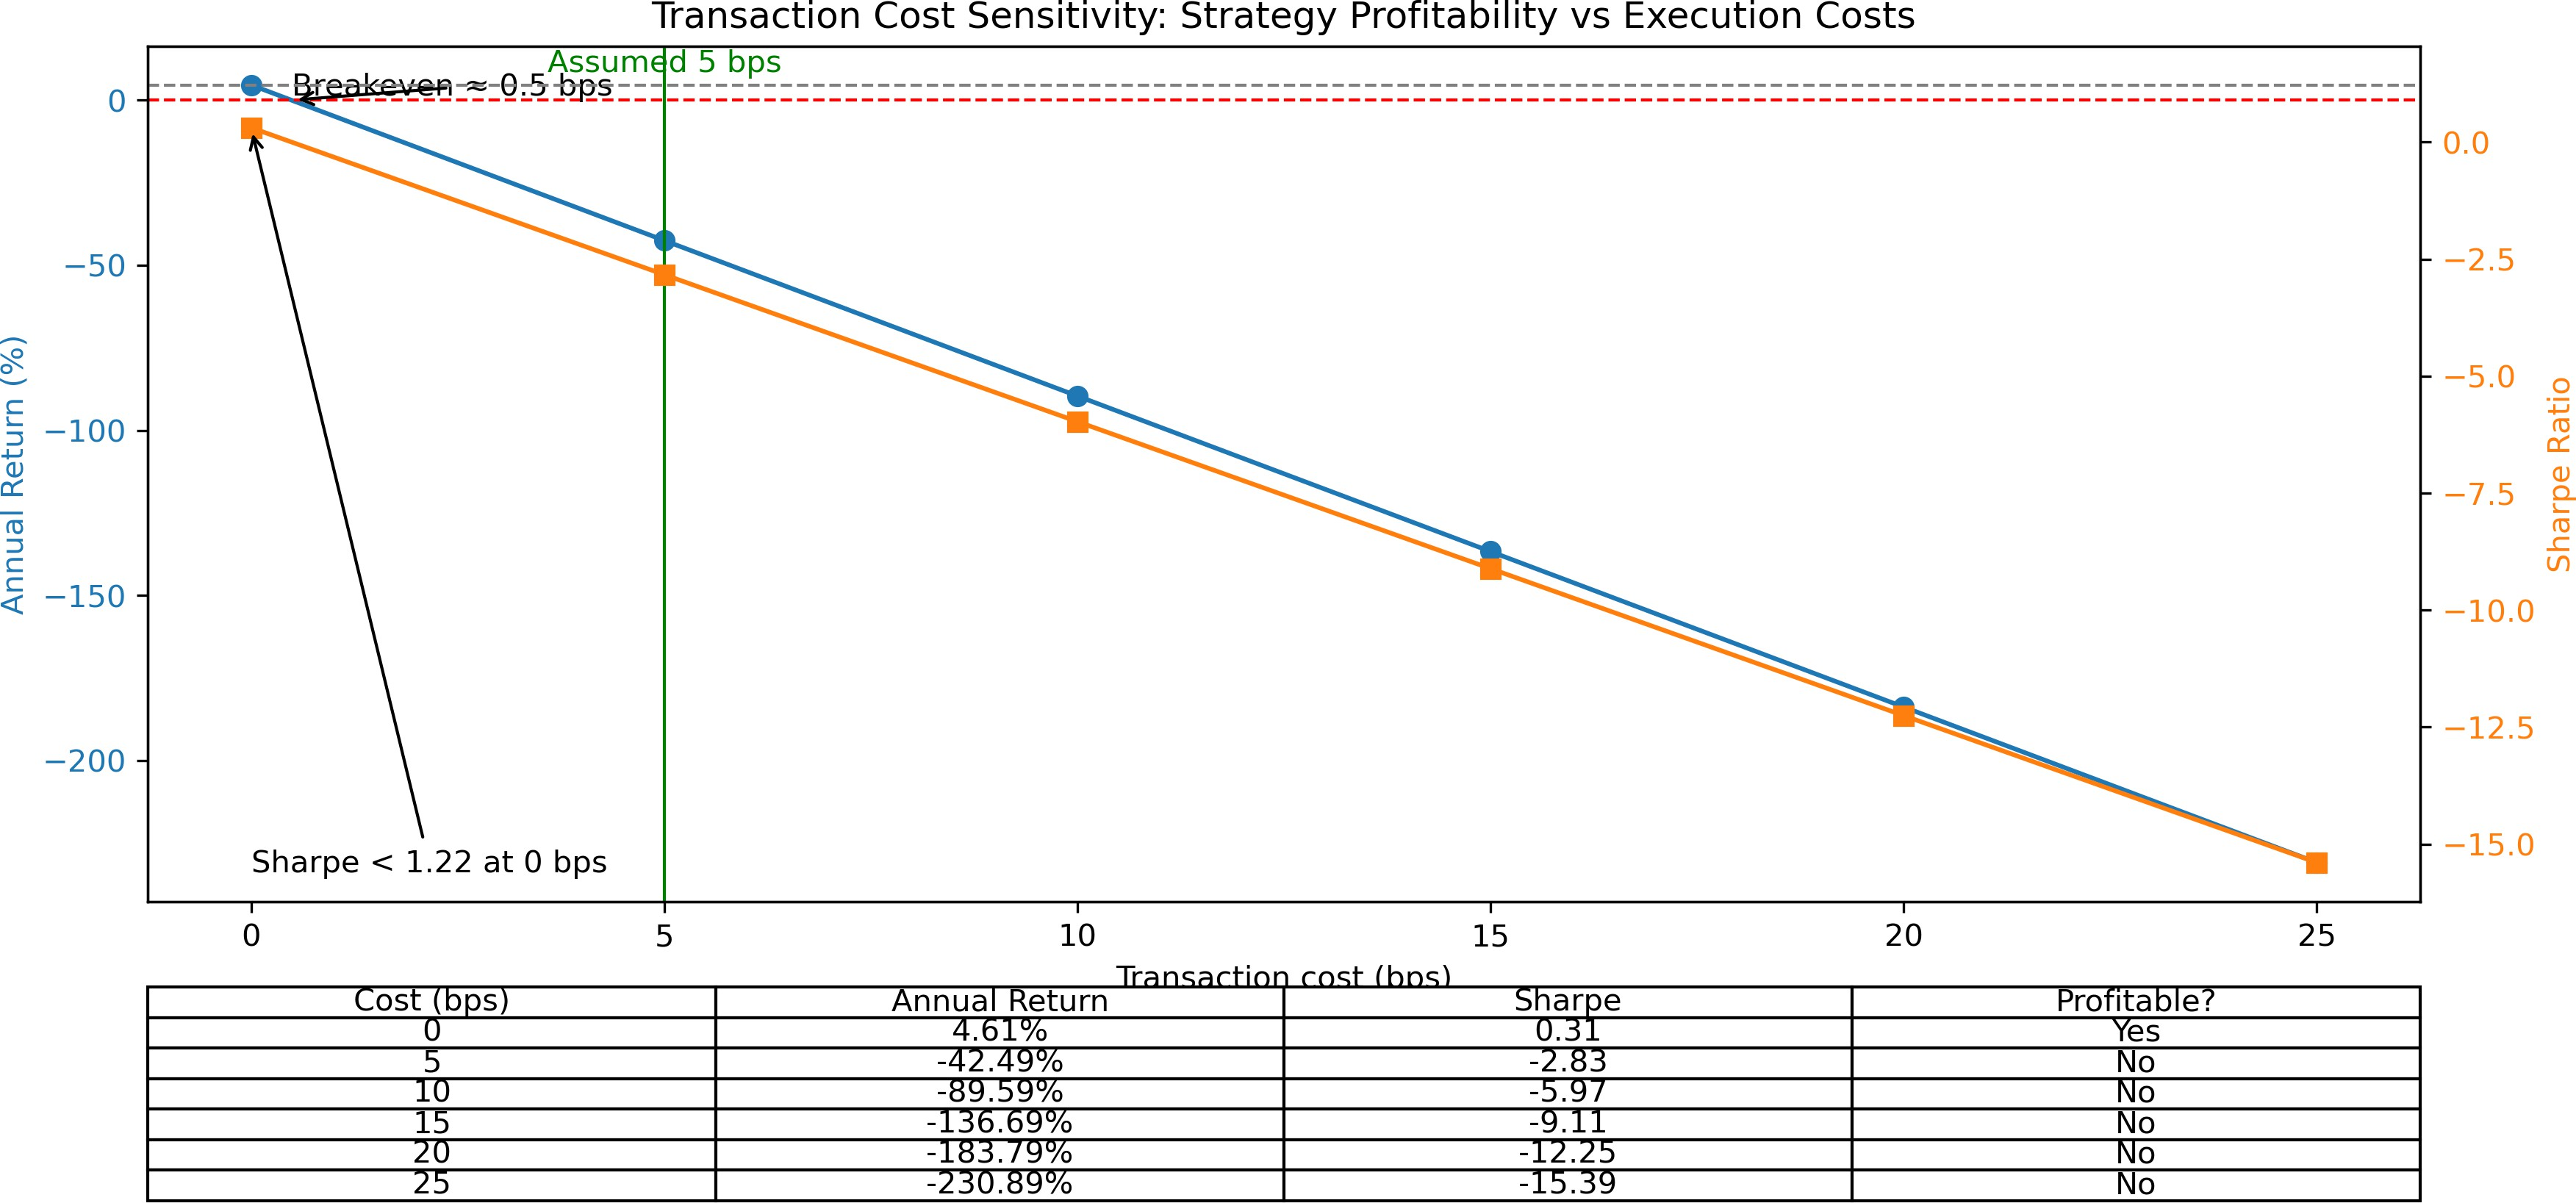 Transaction Cost Sensitivity: Strategy Profitability vs Execution Costs
Assumed 5 bps
Breakeven ≈ 0.5 bps
0
−50
−100
−150
−200
Annual Return (%)
0.0
−2.5
−5.0
−7.5
−10.0
−12.5
−15.0
Sharpe Ratio
Sharpe < 1.22 at 0 bps
0 5 10 15 20 25
Transaction cost (bps)
Cost (bps) Annual Return Sharpe Profitable?
0 4.61% 0.31 Yes
5 -42.49% -2.83 No
10 -89.59% -5.97 No
15 -136.69% -9.11 No
20 -183.79% -12.25 No
25 -230.89% -15.39 No